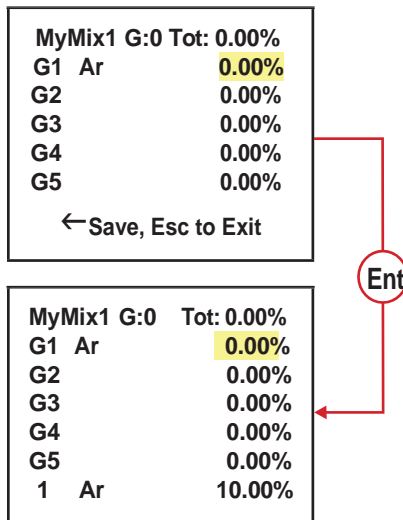 MyMix1 G:0 Tot: 0.00%
G1 Ar 0.00%
G2 0.00%
G3 0.00%
G4 0.00%
G5 0.00%
←Save, Esc to Exit
Ent
MyMix1 G:0 Tot: 0.00%
G1 Ar 0.00%
G2 0.00%
G3 0.00%
G4 0.00%
G5 0.00%
1 Ar 10.00%